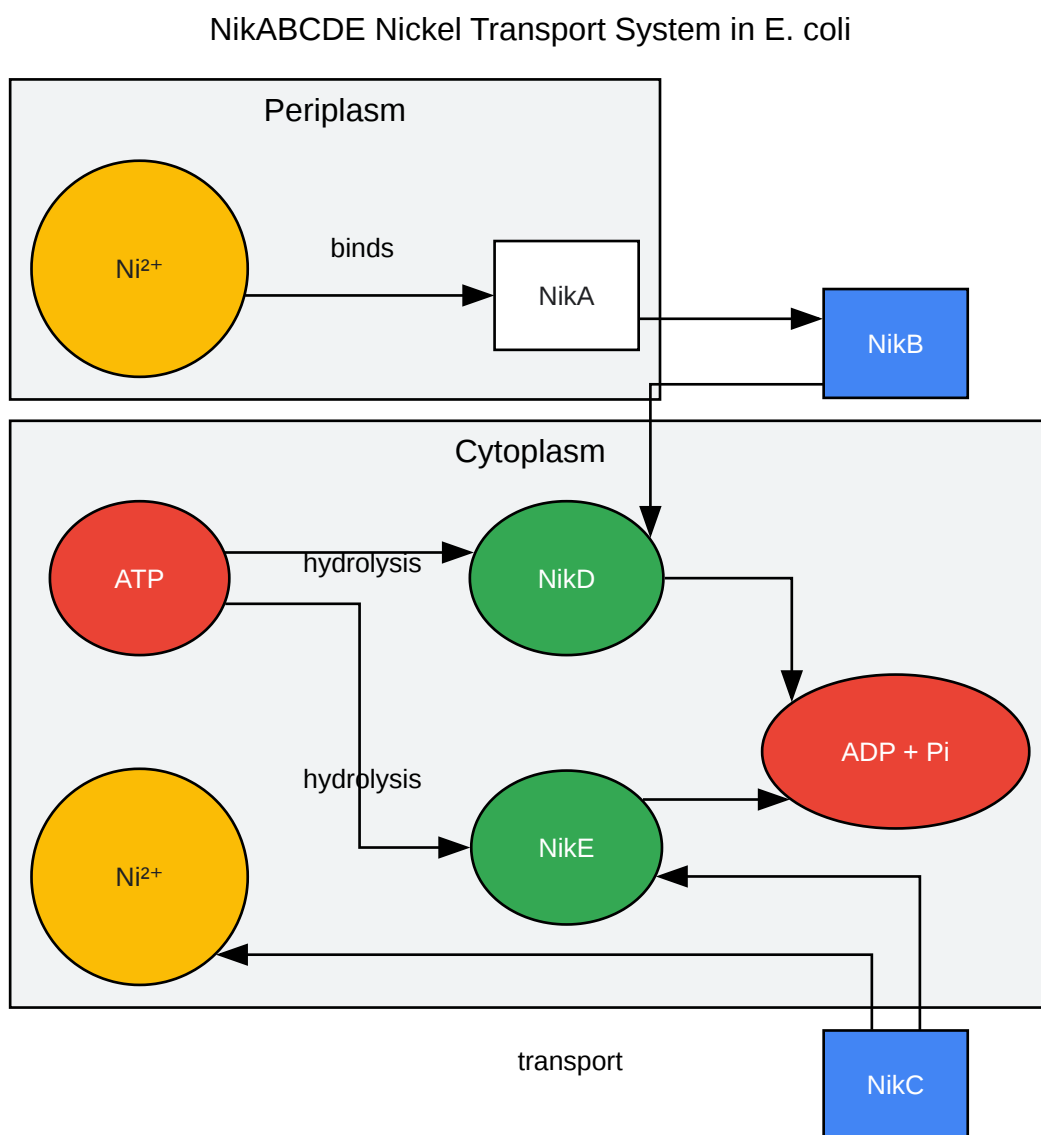 NikABCDE Nickel Transport System in E. coli
Periplasm
Ni²⁺
binds
NikA
NikB
Cytoplasm
ATP
hydrolysis
NikD
ADP + Pi
hydrolysis
Ni²⁺
NikE
transport
NikC